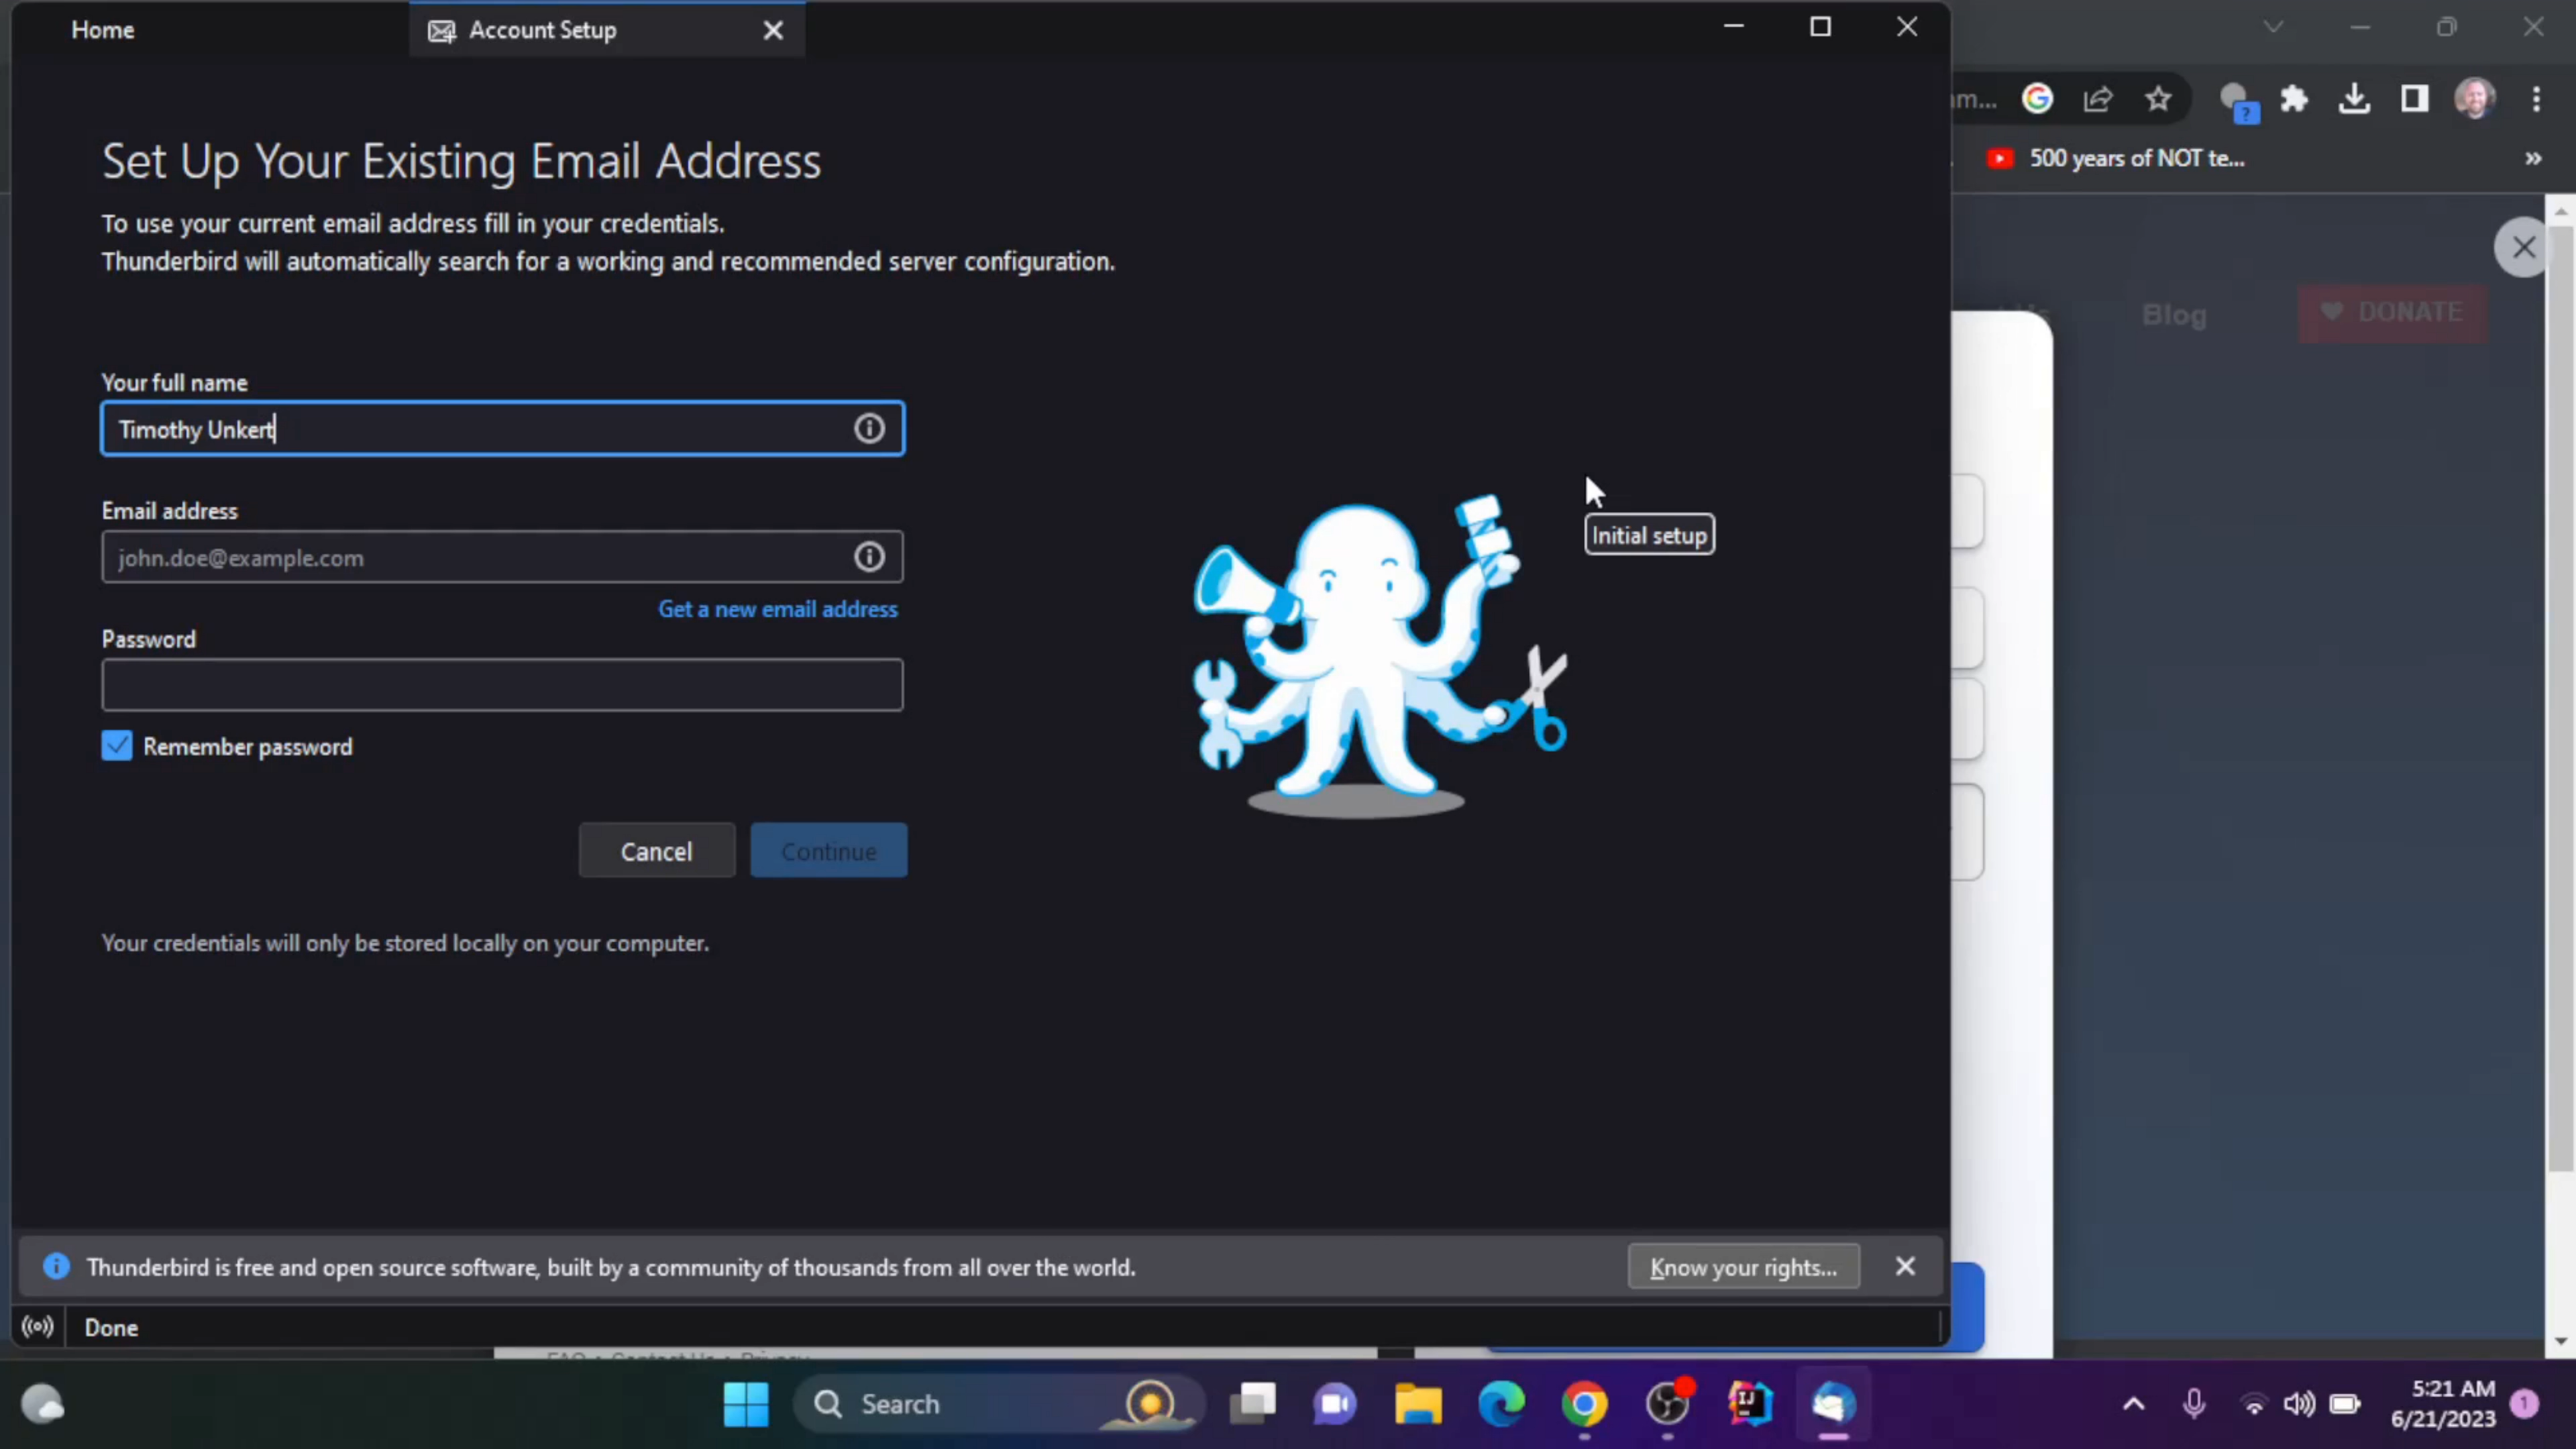 Home
Account Setup
Set Up Your Existing Email Address
To use your current email address fill in your credentials.
Thunderbird will automatically search for a working and recommended server configuration.
Your full name
Timothy Unkert
Email address
john.doe@example.com
Get a new email address
Password
Remember password
Cancel
Continue
Your credentials will only be stored locally on your computer.
Initial setup
500 years of NOT te...
Blog
DONATE
Thunderbird is free and open source software, built by a community of thousands from all over the world.
Know your rights...
Done
Search
IJ
5:21 AM
6/21/2023
1